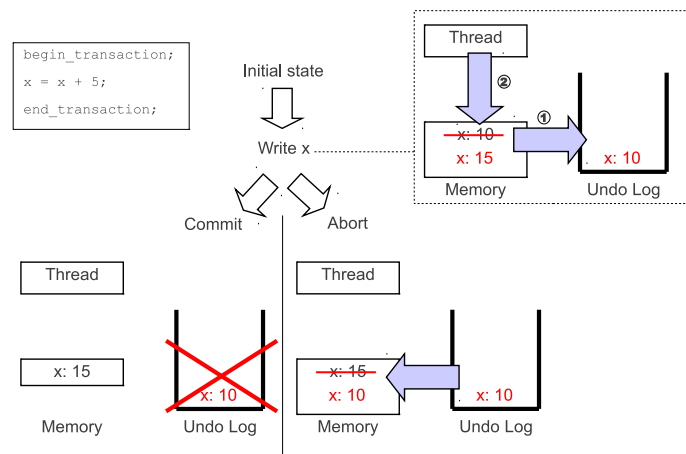 begin_transaction;
x = x + 5;
end_transaction;
Initial state
Write x
Commit
Abort
Thread
②
①
x: 10
x: 15
x: 10
Memory
Undo Log
Thread
x: 15
x: 10
Memory
Undo Log
Thread
x: 15
x: 10
x: 10
Memory
Undo Log